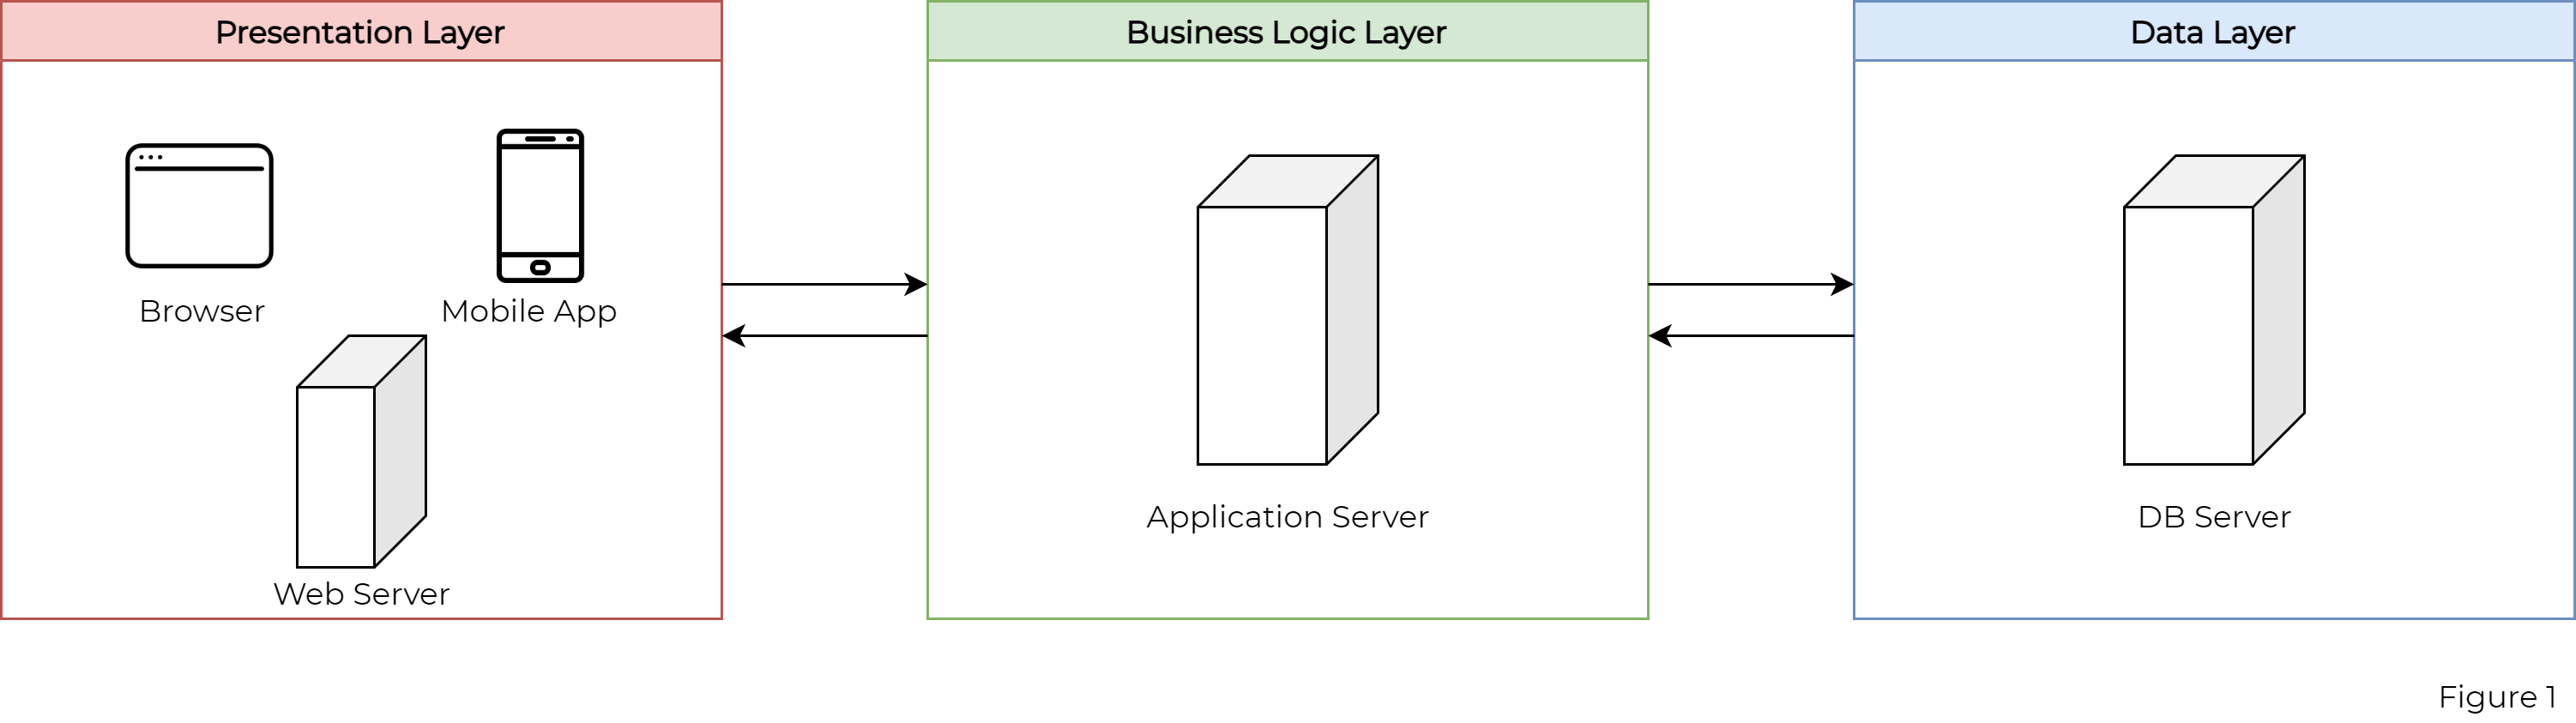 Presentation Layer
Business Logic Layer
Data Layer
Browser
Mobile App
Web Server
Application Server
DB Server
Figure 1